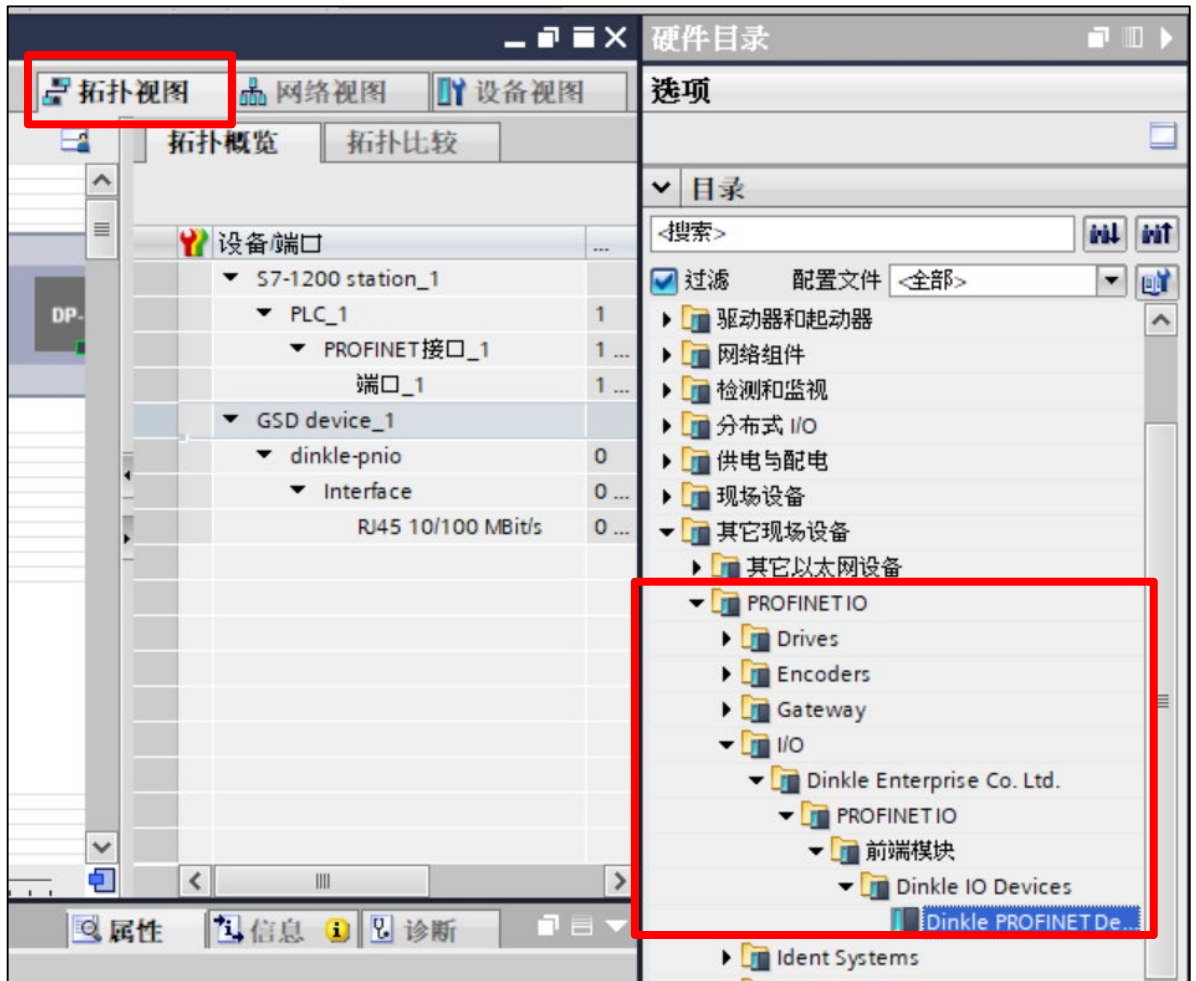 硬件目录
拓扑视图 网络视图 设备视图
选项
拓扑概览 拓扑比较
目录
<搜索>
设备/端口 ...
过滤 配置文件 <全部>
S7-1200 station_1
PLC_1 1
PROFINET接口_1 1 ...
端口_1 1 ...
GSD device_1
dinkle-pnio 0
Interface 0 ...
RJ45 10/100 MBit/s 0 ...
DP-
驱动器和起动器
网络组件
检测和监视
分布式 I/O
供电与配电
现场设备
其它现场设备
其它以太网设备
PROFINET IO
Drives
Encoders
Gateway
I/O
Dinkle Enterprise Co. Ltd.
PROFINET IO
前端模块
Dinkle IO Devices
Dinkle PROFINET De...
Ident Systems
属性 信息 诊断